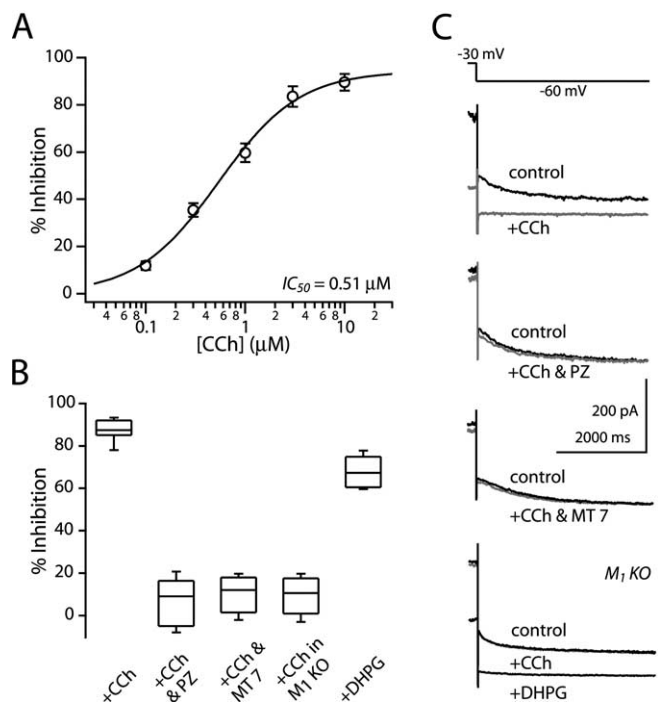 A
100
80
60
40
20
0
% Inhibition
IC50 = 0.51 µM
4 6 8 2 4 6 8 2 4 6 8 2
0.1 1 10
[CCh] (µM)
B
100
80
60
40
20
0
% Inhibition
+CCh
+CCh
& PZ
+CCh &
MT 7
+CCh in
M1 KO
+DHPG
C
-30 mV
-60 mV
control
+CCh
control
+CCh & PZ
200 pA
2000 ms
control
+CCh & MT 7
M1 KO
control
+CCh
+DHPG